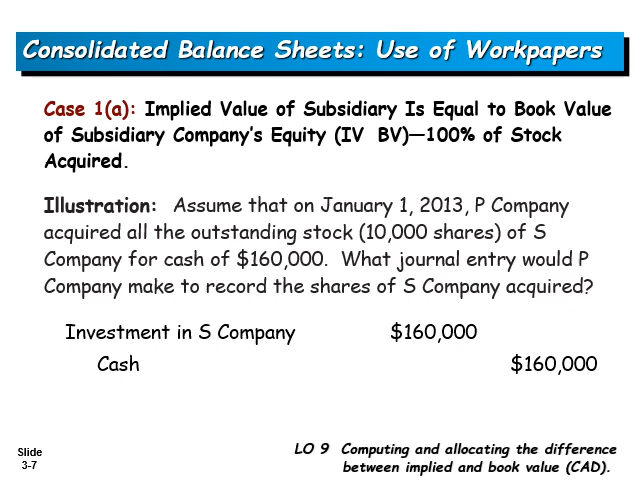 Consolidated Balance Sheets: Use of Workpapers
Case 1(a): Implied Value of Subsidiary Is Equal to Book Value
of Subsidiary Company's Equity (IV BV)—100% of Stock
Acquired.
Illustration: Assume that on January 1, 2013, P Company
acquired all the outstanding stock (10,000 shares) of S
Company for cash of $160,000. What journal entry would P
Company make to record the shares of S Company acquired?
Investment in S Company $160,000
Cash $160,000
Slide
3-7
LO 9 Computing and allocating the difference
between implied and book value (CAD).